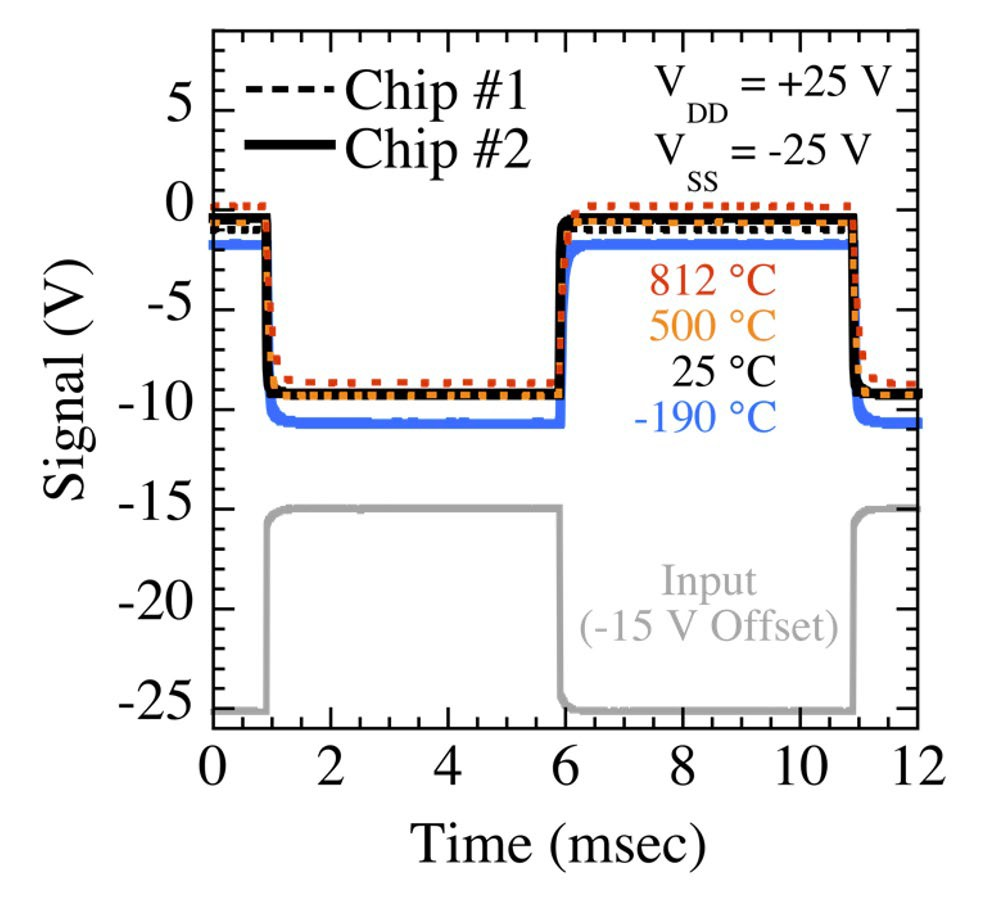 Chip #1
Chip #2
V_DD = +25 V
V_SS = -25 V
5
0
-5
-10
-15
-20
-25
Signal (V)
812 °C
500 °C
25 °C
-190 °C
Input
(-15 V Offset)
0 2 4 6 8 10 12
Time (msec)